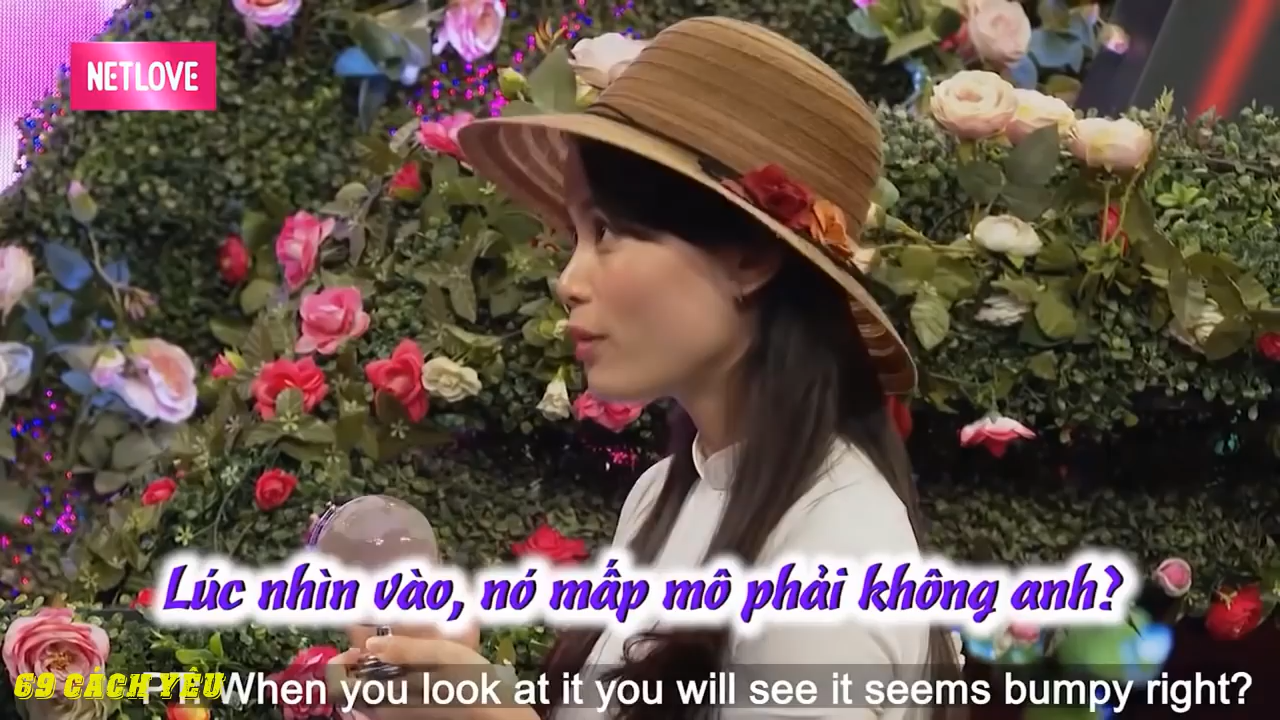 NETLOVE
Lúc nhìn vào, nó mấp mô phải không anh?
When you look at it you will see it seems bumpy right?
69 CÁCH YÊU